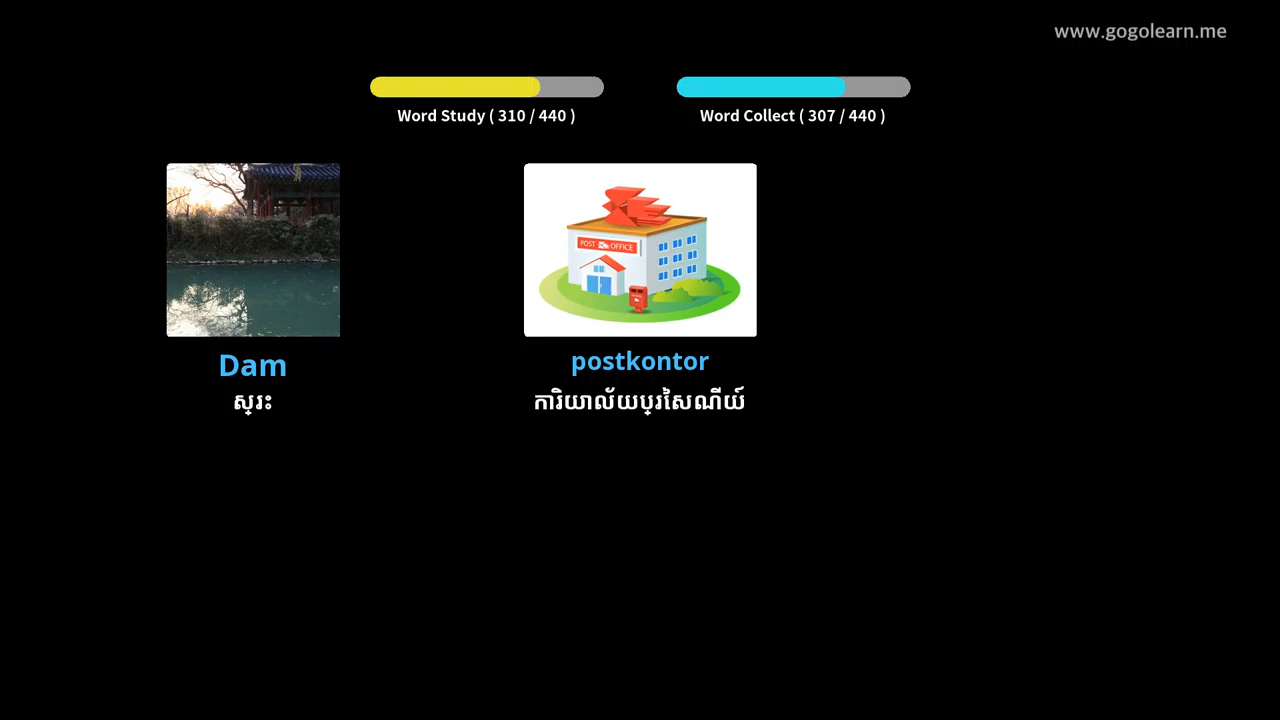 www.gogolearn.me
Word Study ( 310 / 440 )
Word Collect ( 307 / 440 )
POST OFFICE
Dam
ស្រះ
postkontor
ការិយាល័យប្រសៃណីយ៍